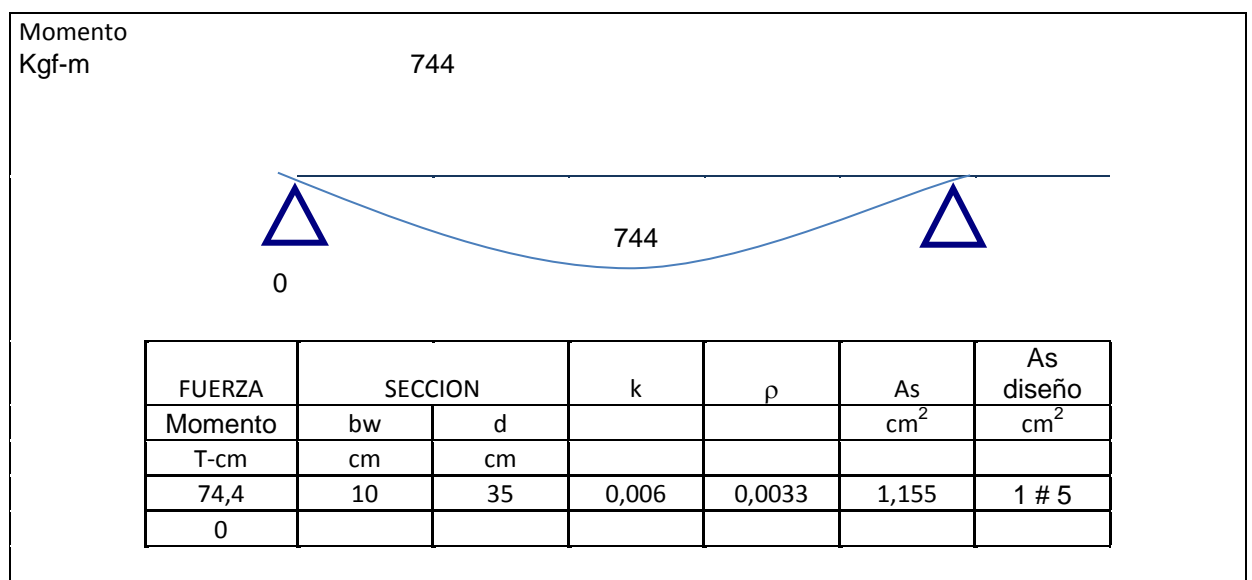 Momento
Kgf-m 744
744
0
As
FUERZA SECCION k ρ As diseño
Momento bw d cm2 cm2
T-cm cm cm
74,4 10 35 0,006 0,0033 1,155 1 # 5
0